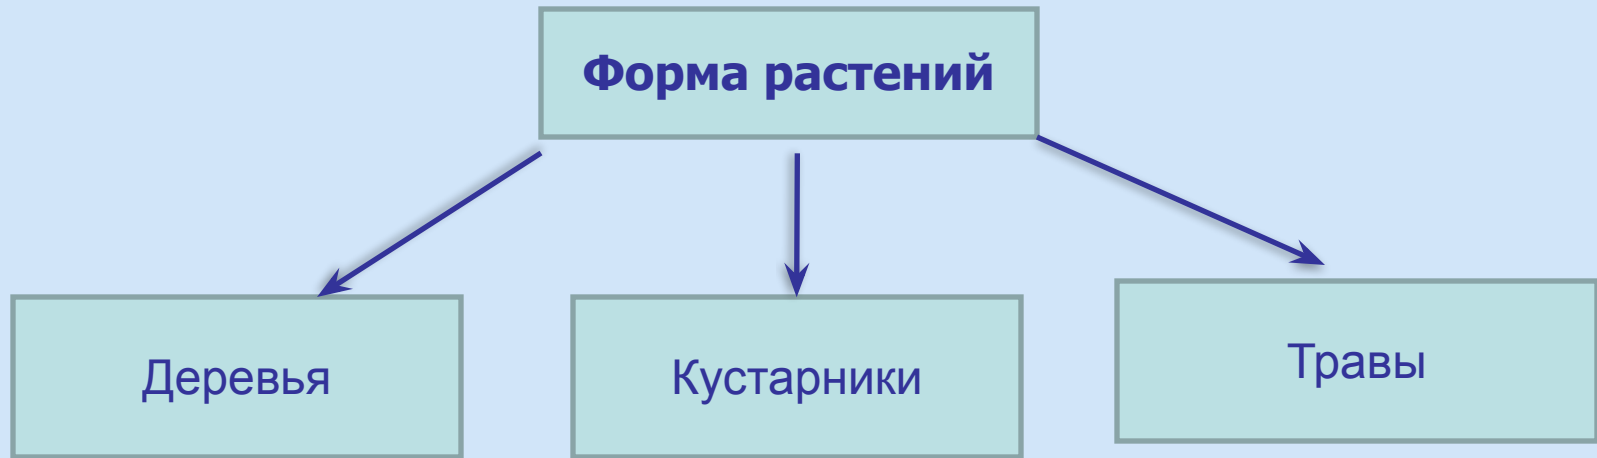 Форма растений
Деревья
Кустарники
Травы